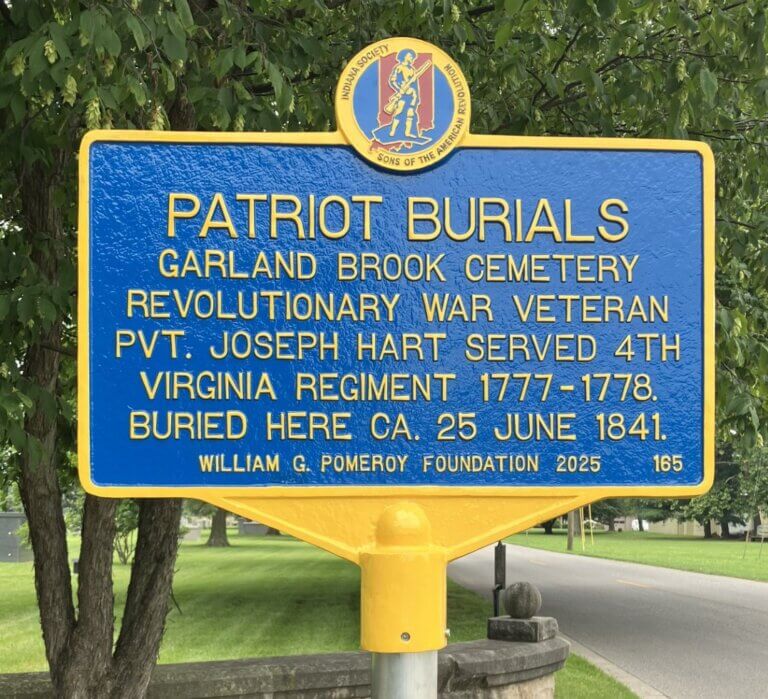 INDIANA SOCIETY
SONS OF THE AMERICAN REVOLUTION
PATRIOT BURIALS
GARLAND BROOK CEMETERY
REVOLUTIONARY WAR VETERAN
PVT. JOSEPH HART SERVED 4TH
VIRGINIA REGIMENT 1777-1778.
BURIED HERE CA. 25 JUNE 1841.
WILLIAM G. POMEROY FOUNDATION 2025 165